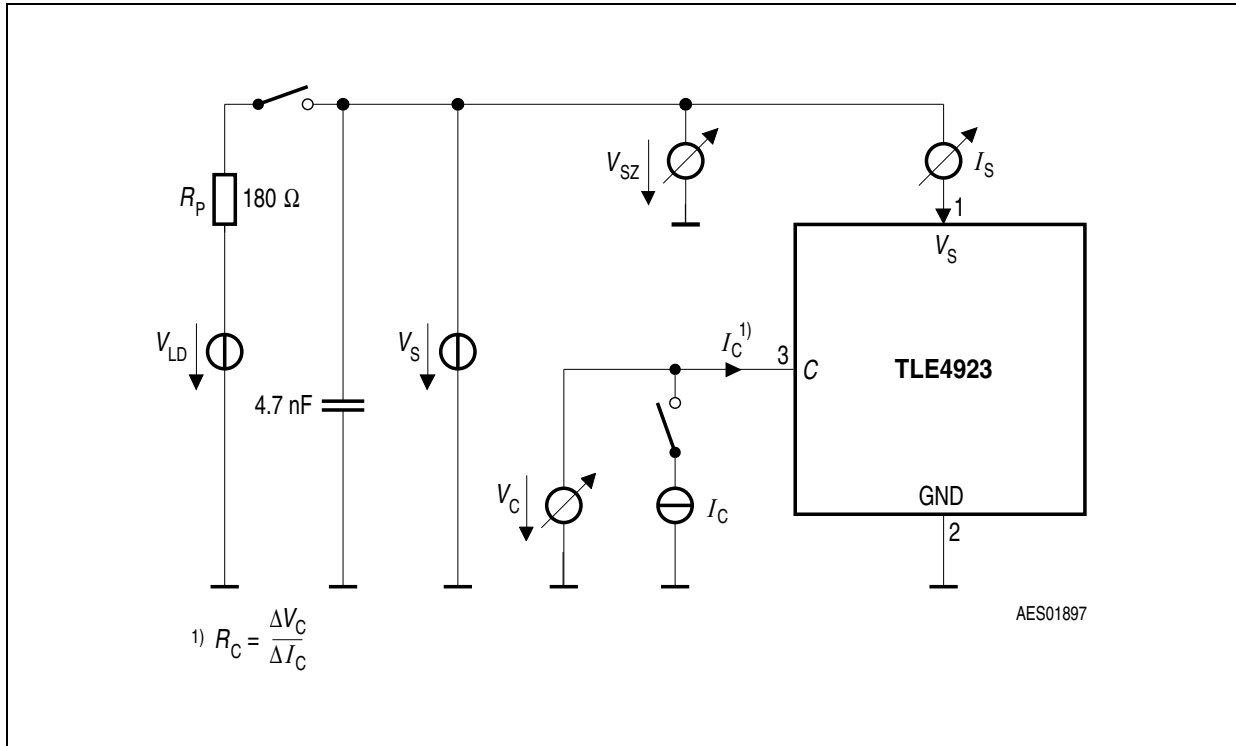 V_SZ
I_S
R_P 180 Ω
1
V_S
V_LD
V_S
I_C 1)
3 C TLE4923
4.7 nF
V_C
I_C
GND
2
AES01897
1) R_C = ΔV_C / ΔI_C